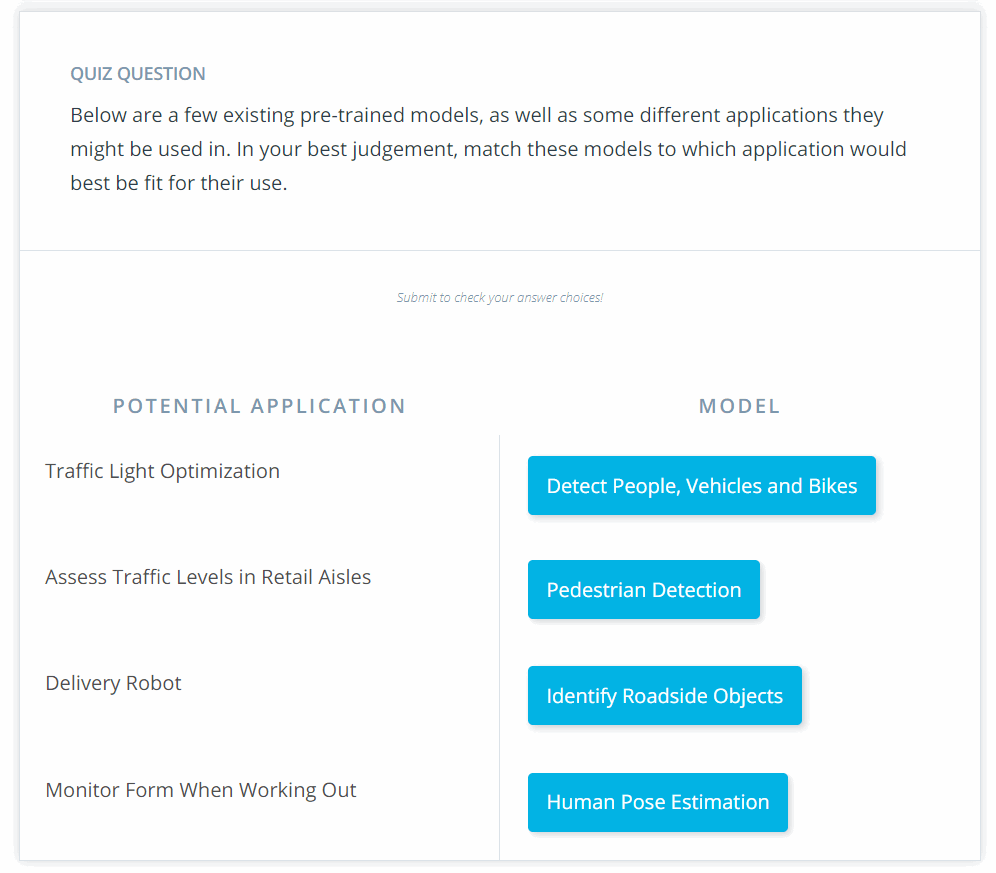 QUIZ QUESTION
Below are a few existing pre-trained models, as well as some different applications they
might be used in. In your best judgement, match these models to which application would
best be fit for their use.
Submit to check your answer choices!
POTENTIAL APPLICATION
MODEL
Traffic Light Optimization
Detect People, Vehicles and Bikes
Assess Traffic Levels in Retail Aisles
Pedestrian Detection
Delivery Robot
Identify Roadside Objects
Monitor Form When Working Out
Human Pose Estimation